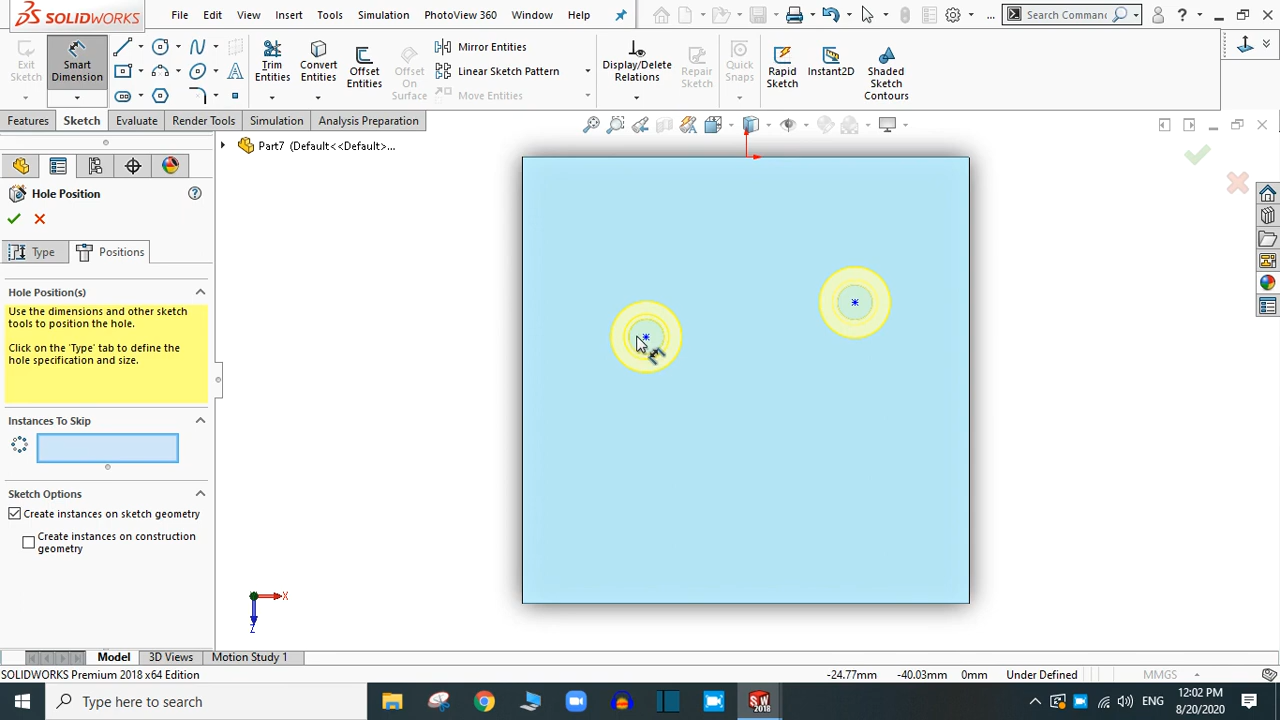 SOLIDWORKS File Edit View Insert Tools Simulation PhotoView 360 Window Help ... Search Comman ?
Exit Sketch
Smart Dimension
Trim Entities
Convert Entities
Offset Entities
Offset On Surface
Mirror Entities
Linear Sketch Pattern
Move Entities
Display/Delete Relations
Repair Sketch
Quick Snaps
Rapid Sketch
Instant2D
Shaded Sketch Contours
Features Sketch Evaluate Render Tools Simulation Analysis Preparation
Part7 (Default<<Default>...
Hole Position
Type Positions
Hole Position(s)
Use the dimensions and other sketch
tools to position the hole.
Click on the 'Type' tab to define the
hole specification and size.
Instances To Skip
Sketch Options
Create instances on sketch geometry
Create instances on construction
geometry
X
Z
Model 3D Views Motion Study 1
SOLIDWORKS Premium 2018 x64 Edition -24.77mm -40.03mm 0mm Under Defined MMGS
Type here to search
SW
2018
ENG
12:02 PM
8/20/2020